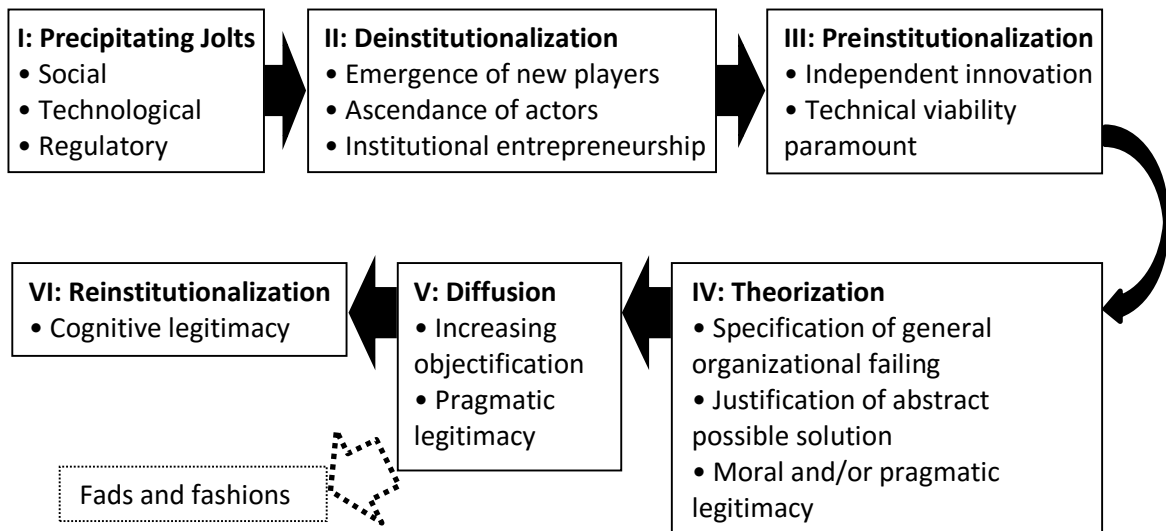 I: Precipitating Jolts
• Social
• Technological
• Regulatory
II: Deinstitutionalization
• Emergence of new players
• Ascendance of actors
• Institutional entrepreneurship
III: Preinstitutionalization
• Independent innovation
• Technical viability
paramount
IV: Theorization
• Specification of general
organizational failing
• Justification of abstract
possible solution
• Moral and/or pragmatic
legitimacy
V: Diffusion
• Increasing
objectification
• Pragmatic
legitimacy
VI: Reinstitutionalization
• Cognitive legitimacy
Fads and fashions